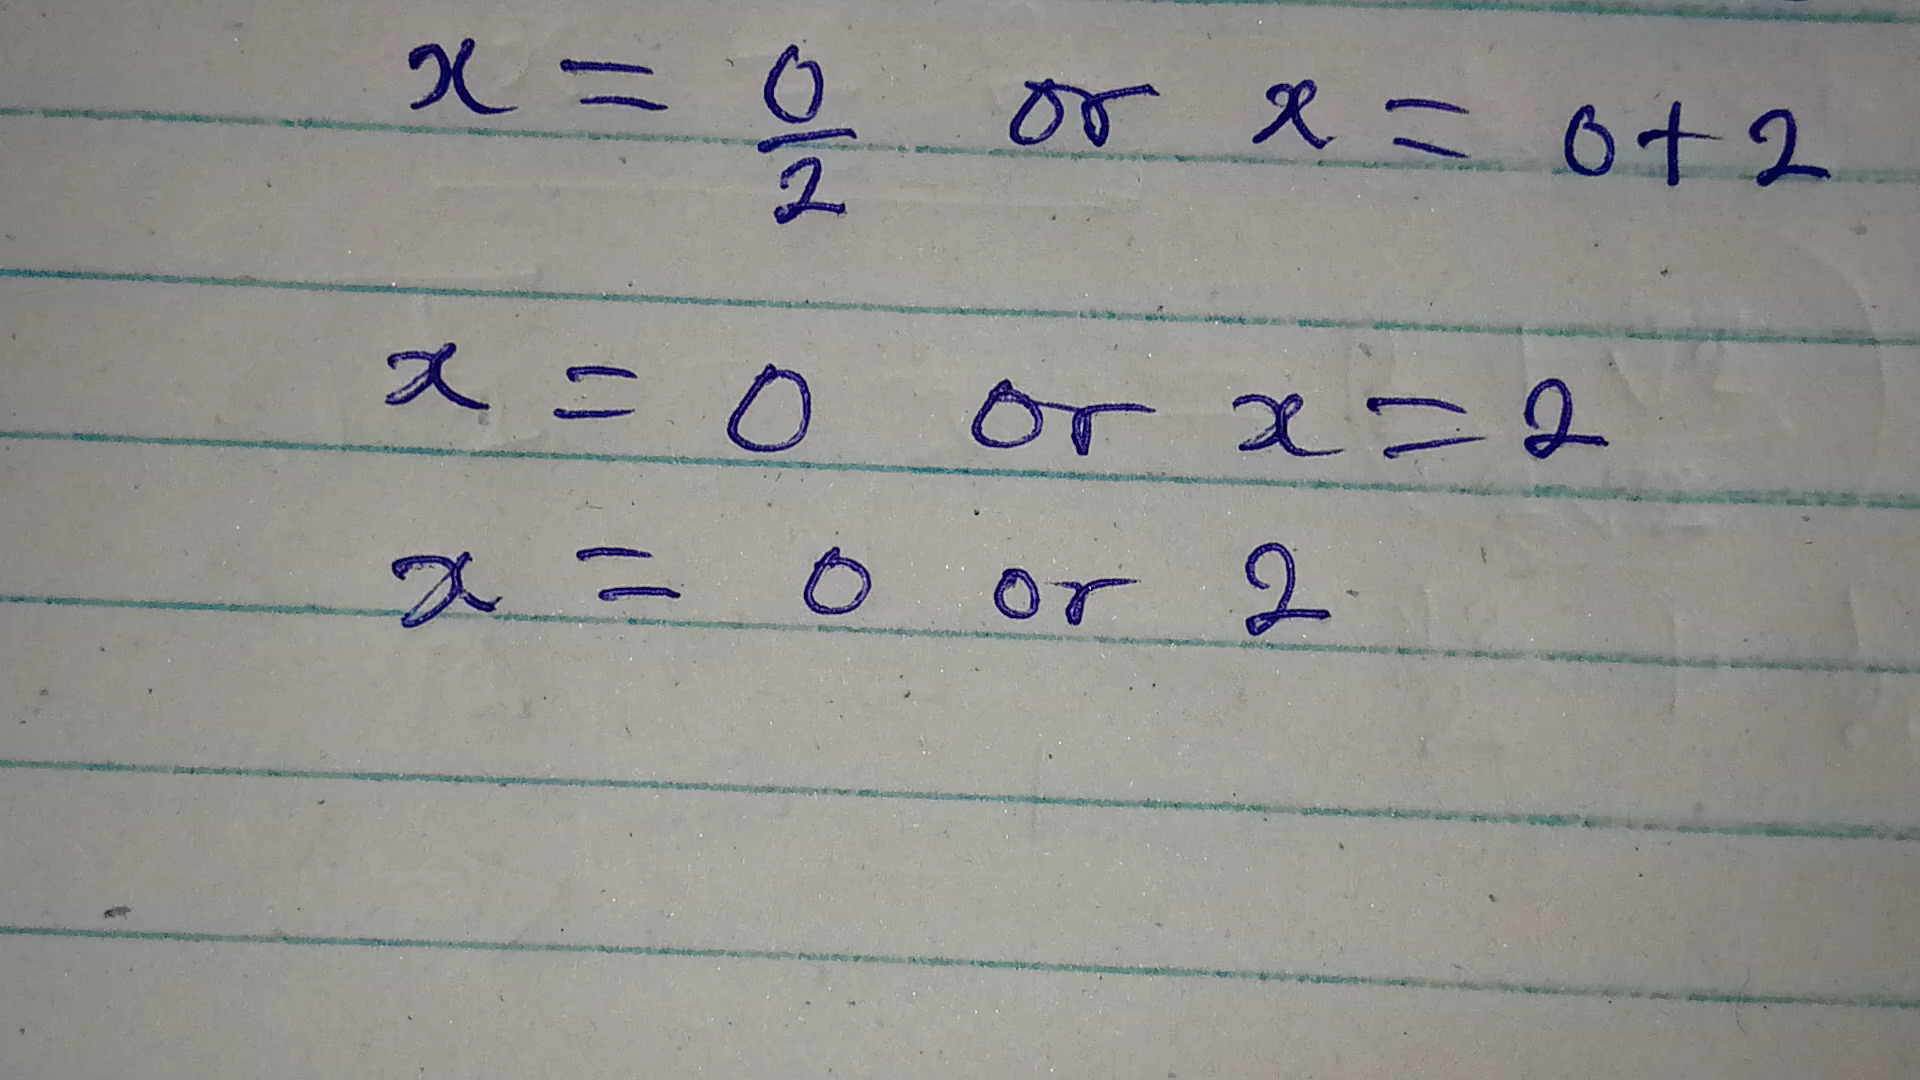 x = 0/2 or x = 0+2
x = 0 or x = 2
x = 0 or 2